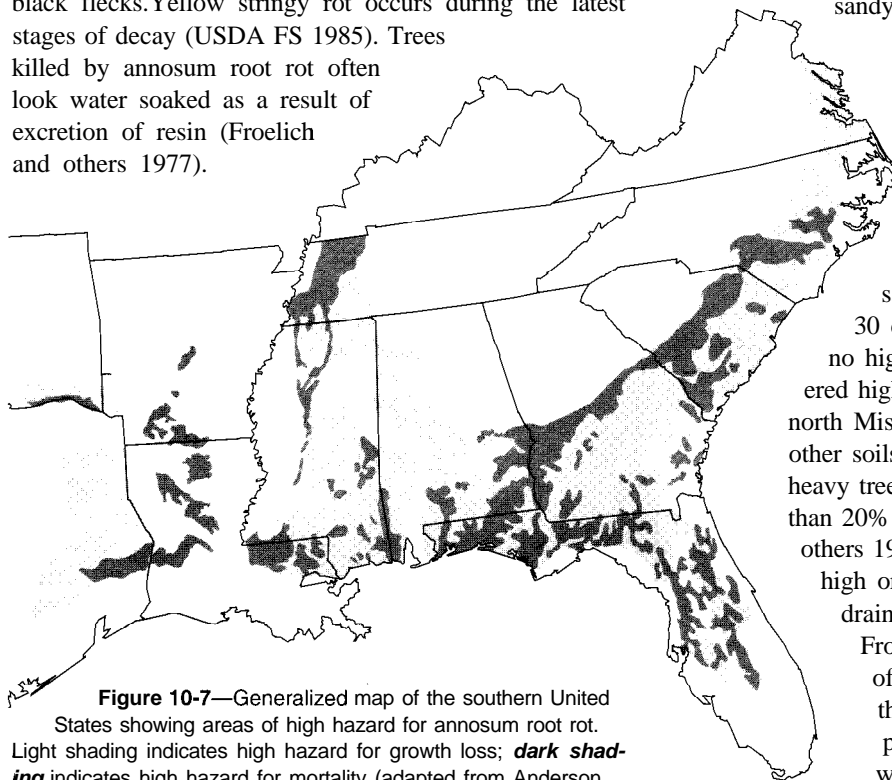 black flecks.Yellow stringy rot occurs during the latest
stages of decay (USDA FS 1985). Trees
killed by annosum root rot often
look water soaked as a result of
excretion of resin (Froelich
and others 1977).
Figure 10-7—Generalized map of the southern United
States showing areas of high hazard for annosum root rot.
Light shading indicates high hazard for growth loss; dark shad-
ing indicates high hazard for mortality (adapted from Anderson
sandy
s
30
no hig
ered hig
north Mis
other soils
heavy tree
than 20%
others 19
high or
drain
Fro
of
th
p